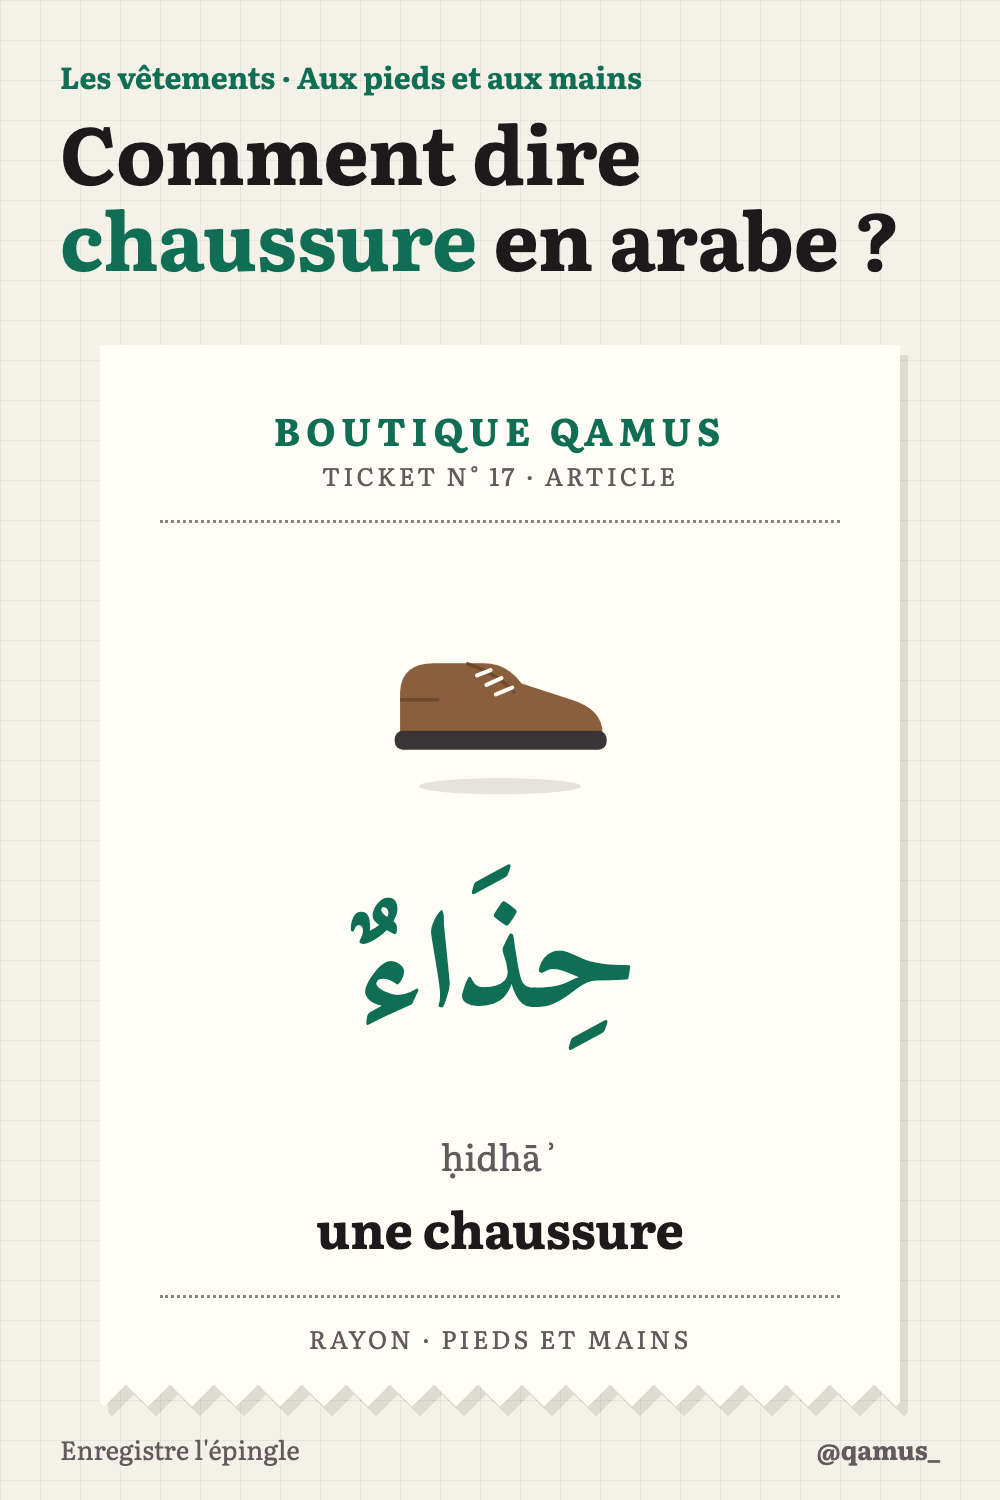 Les vêtements · Aux pieds et aux mains
Comment dire
chaussure en arabe ?
BOUTIQUE QAMUS
TICKET N° 17 · ARTICLE
حِذَاءٌ
ḥidhāʾ
une chaussure
RAYON · PIEDS ET MAINS
Enregistre l'épingle
@qamus_